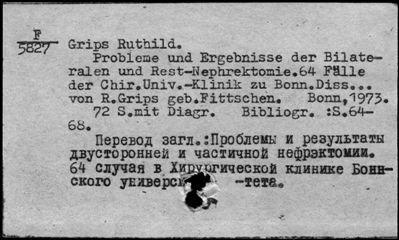 F
5827
Grips Ruthild.
Probleme und Ergebnisse der Bilate-
ralen und Rest-Nephrektomie.64 Fälle
der Chir.Univ.-Klinik zu Bonn.Diss...
von R.Grips geb.Fittschen. Bonn,1973.
72 S.mit Diagr. Bibliogr. :S.64-
68.
Перевод загл.:Проблемы и результаты
двусторонней и частичной нефрэктомии.
64 случая в Хирургической клинике Бонн-
ского универси -тета.